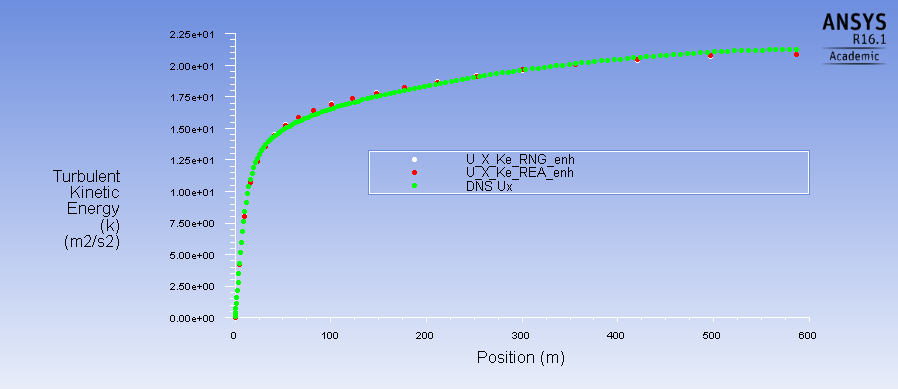 ANSYS
R16.1
Academic
2.25e+01
2.00e+01
1.75e+01
1.50e+01
1.25e+01
1.00e+01
7.50e+00
5.00e+00
2.50e+00
0.00e+00
Turbulent
Kinetic
Energy
(k)
(m2/s2)
U_X_Ke_RNG_enh
U_X_Ke_REA_enh
DNS Ux
0 100 200 300 400 500 600
Position (m)